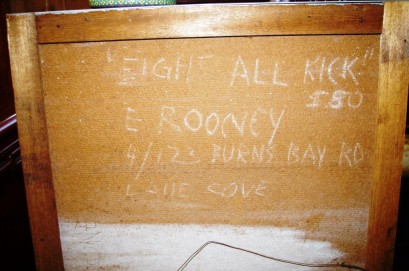 "EIGHT ALL KICK"
$50
E ROONEY
4/123 BURNS BAY RD
LANE COVE